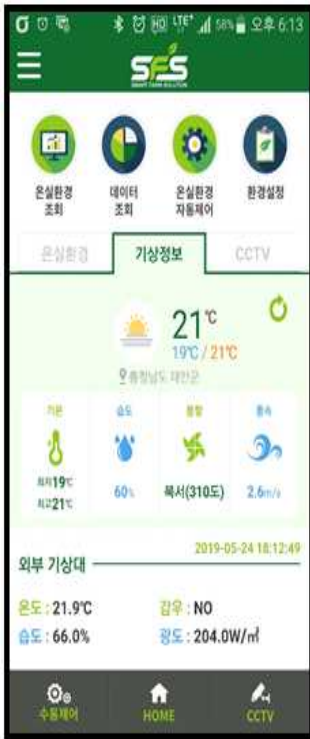 HD LTE+ 58% 오후 6:13
SFS
SMART FARM SOLUTION
온실환경 조회
데이터 조회
온실환경 자동제어
환경설정
온실환경 기상정보 CCTV
21℃
19℃ / 21℃
충청남도 태안군
기온 습도 풍향 풍속
최저19℃
최고21℃
60%
북서(310도)
2.6m/s
2019-05-24 18:12:49
외부 기상대
온도 : 21.9℃ 감우 : NO
습도 : 66.0% 광도 : 204.0W/㎡
수동제어 HOME CCTV